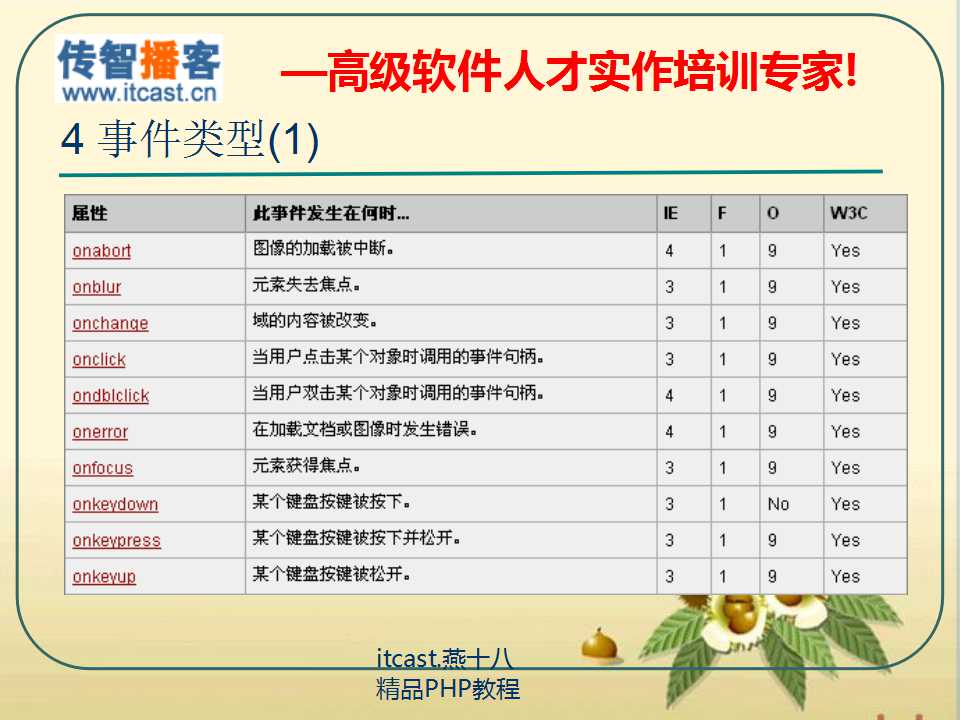 传智播客
www.itcast.cn
—高级软件人才实作培训专家!
4 事件类型(1)
属性 此事件发生在何时... IE F O W3C
onabort 图像的加载被中断。 4 1 9 Yes
onblur 元素失去焦点。 3 1 9 Yes
onchange 域的内容被改变。 3 1 9 Yes
onclick 当用户点击某个对象时调用的事件句柄。 3 1 9 Yes
ondblclick 当用户双击某个对象时调用的事件句柄。 4 1 9 Yes
onerror 在加载文档或图像时发生错误。 4 1 9 Yes
onfocus 元素获得焦点。 3 1 9 Yes
onkeydown 某个键盘按键被按下。 3 1 No Yes
onkeypress 某个键盘按键被按下并松开。 3 1 9 Yes
onkeyup 某个键盘按键被松开。 3 1 9 Yes
itcast.燕十八
精品PHP教程